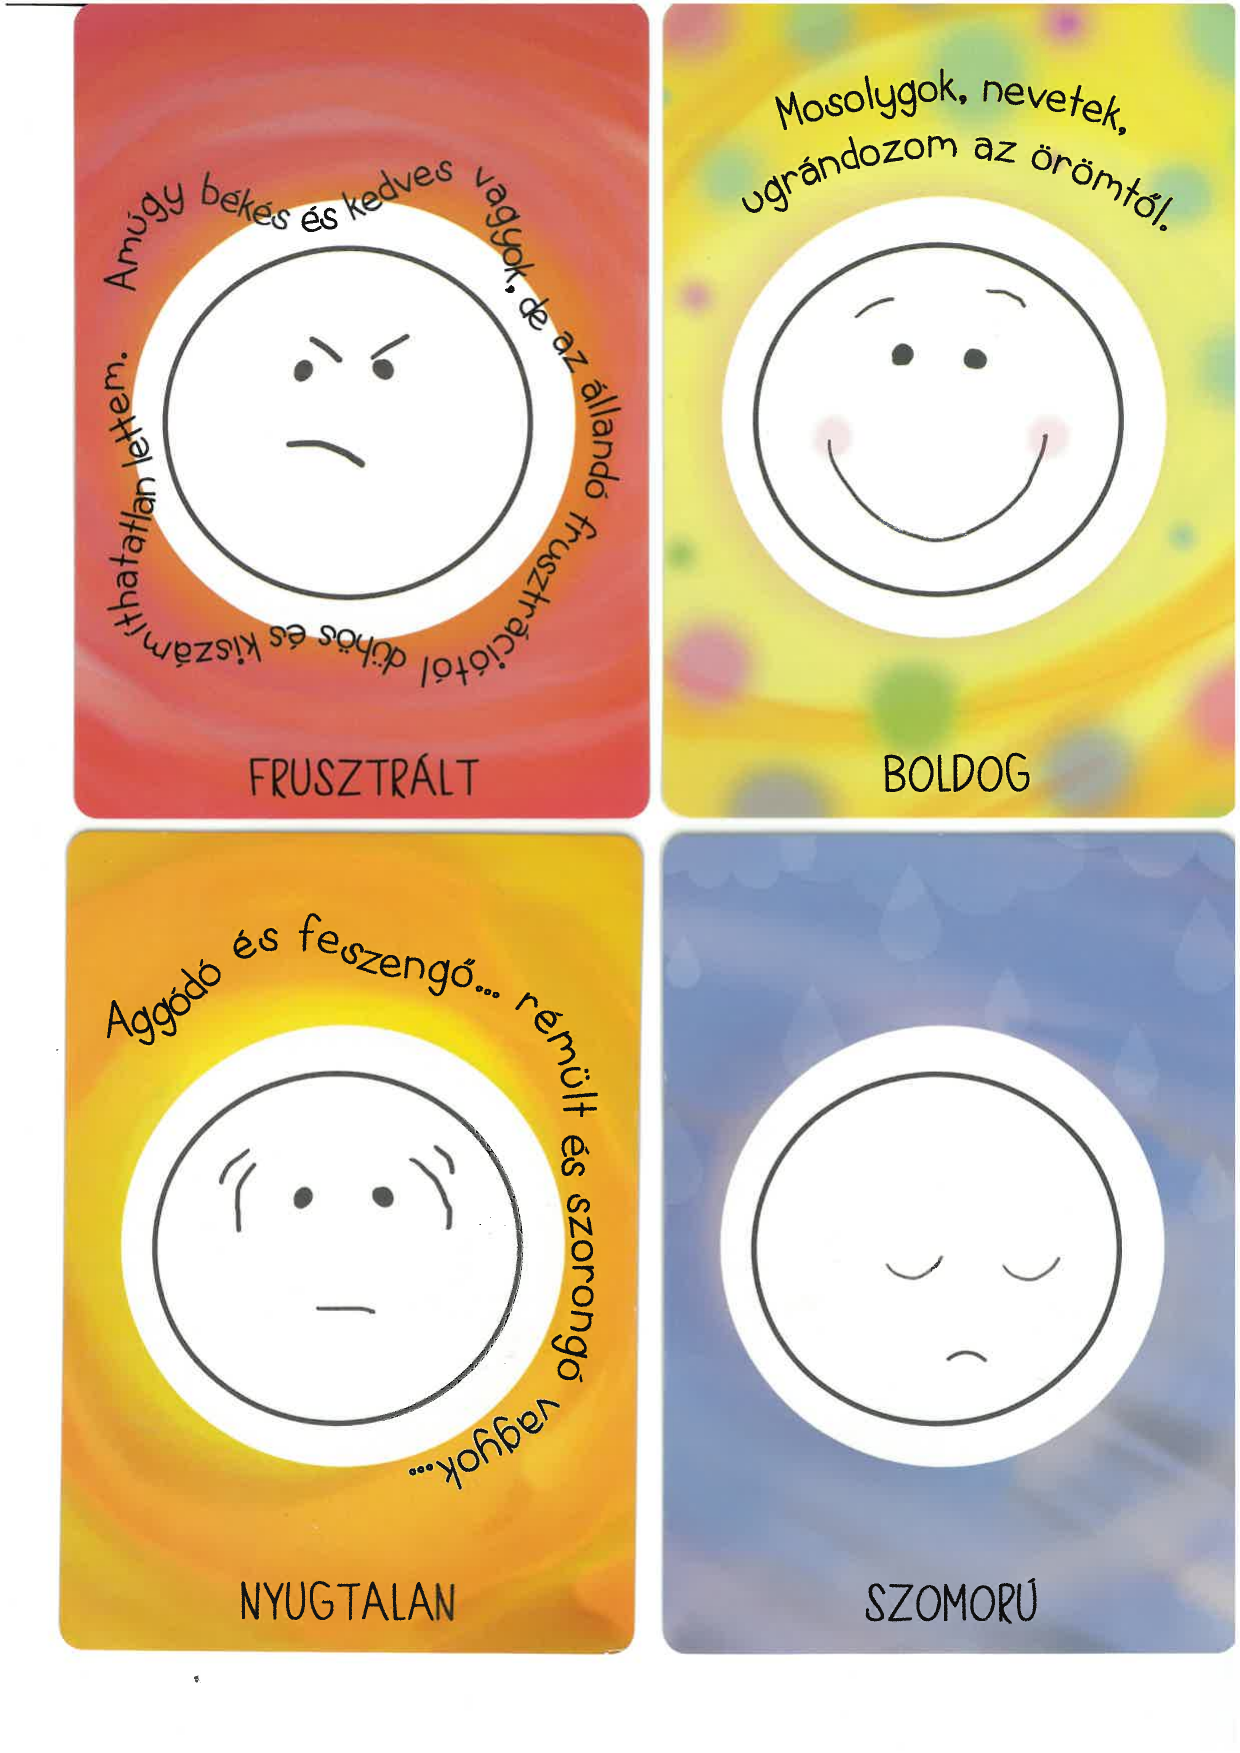 Amúgy békés és kedves vagyok, de az állandó frusztrációtól dühös és kiszámíthatatlan lettem.
FRUSZTRÁLT
Mosolygok, nevetek,
ugrándozom az örömtől.
BOLDOG
Aggódó és feszengő... rémült és szorongó vagyok...
NYUGTALAN
SZOMORÚ